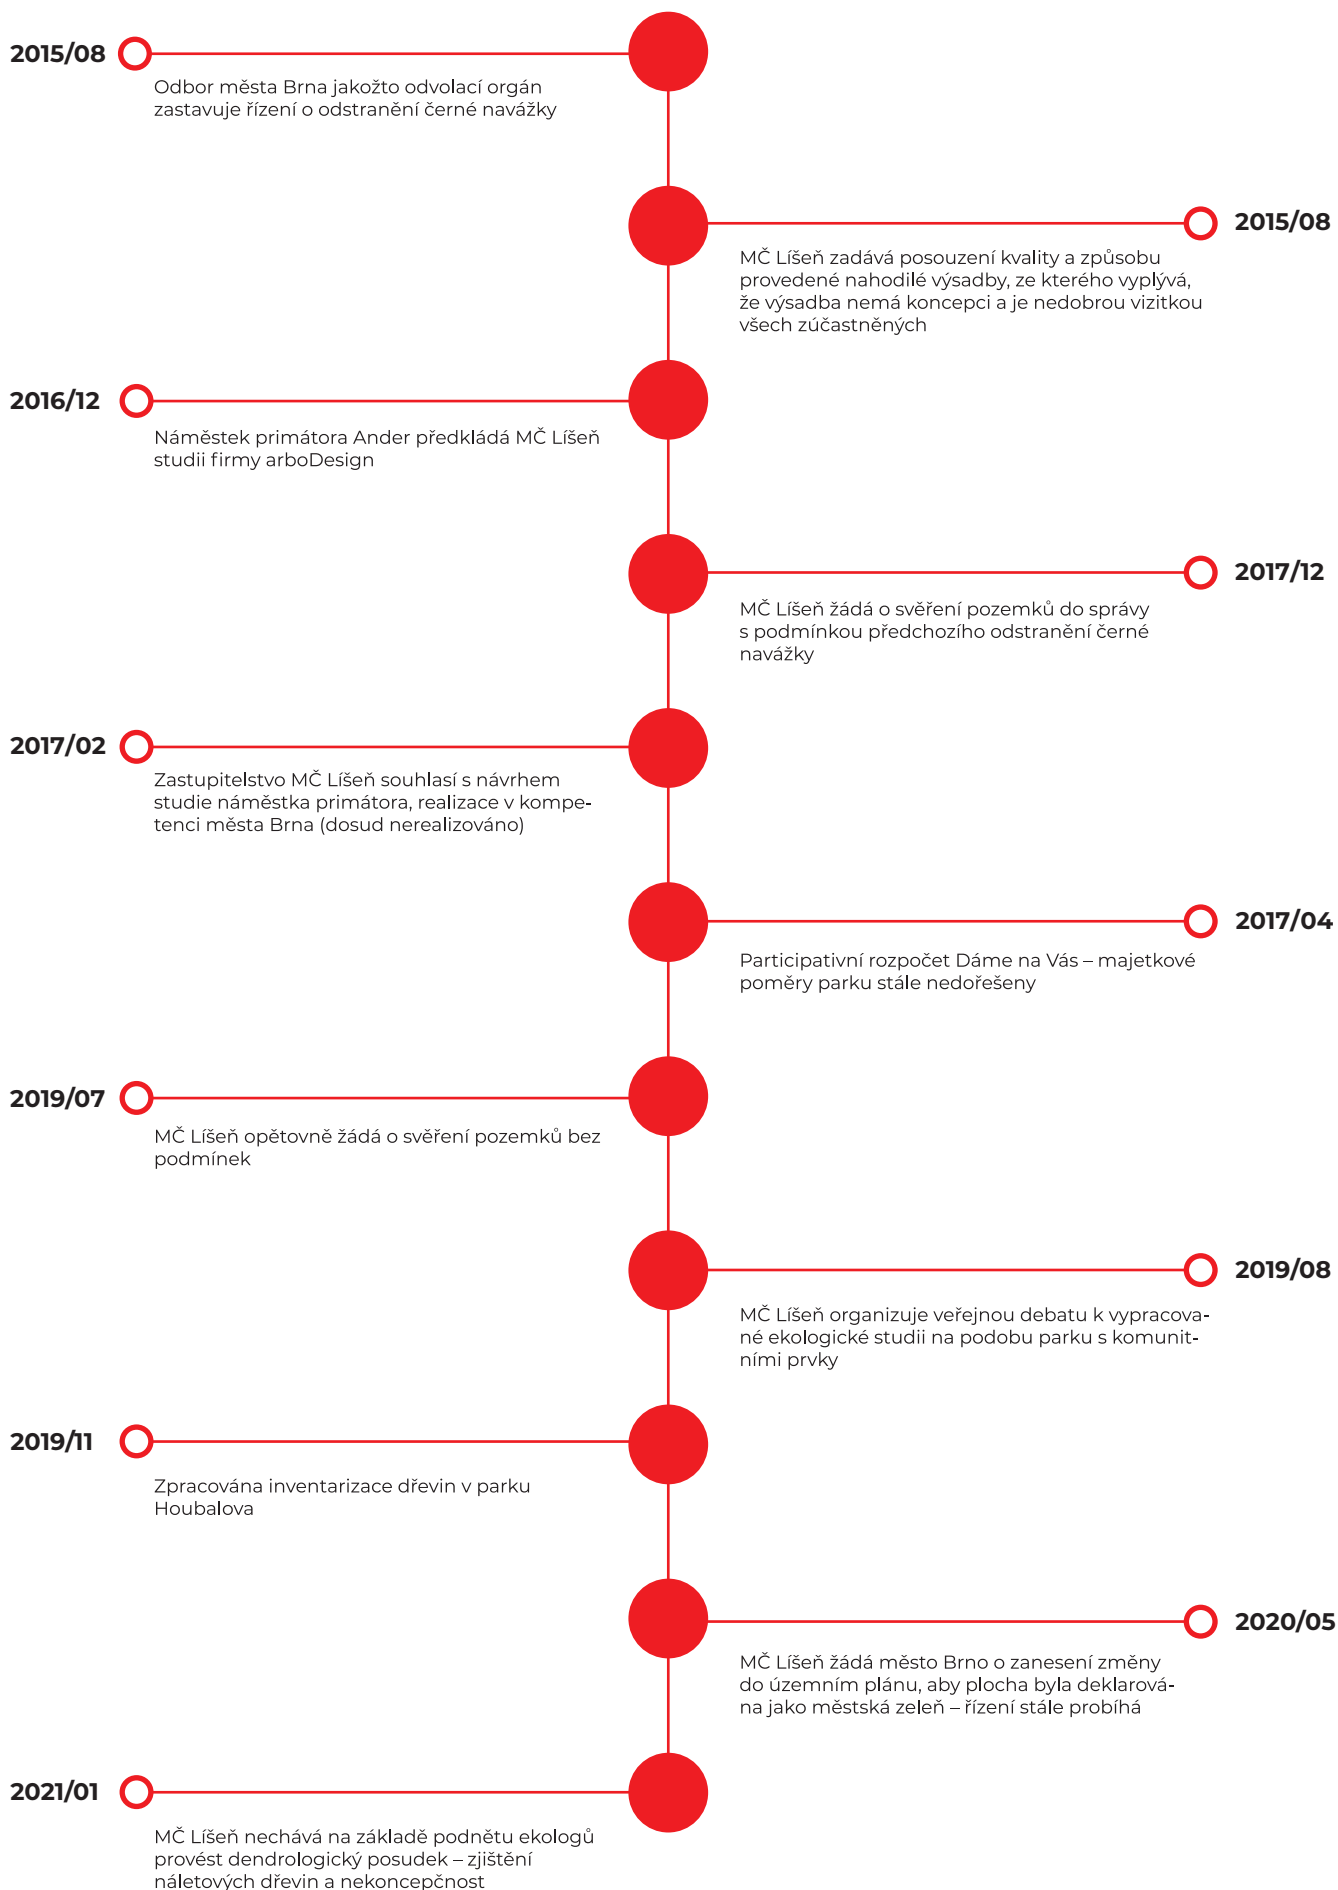 2015/08
Odbor města Brna jakožto odvolací orgán
zastavuje řízení o odstranění černé navážky
2015/08
MČ Líšeň zadává posouzení kvality a způsobu
provedené nahodilé výsadby, ze kterého vyplývá,
že výsadba nemá koncepci a je nedobrou vizitkou
všech zúčastněných
2016/12
Náměstek primátora Ander předkládá MČ Líšeň
studii firmy arboDesign
2017/12
MČ Líšeň žádá o svěření pozemků do správy
s podmínkou předchozího odstranění černé
navážky
2017/02
Zastupitelstvo MČ Líšeň souhlasí s návrhem
studie náměstka primátora, realizace v kompe-
tenci města Brna (dosud nerealizováno)
2017/04
Participativní rozpočet Dáme na Vás – majetkové
poměry parku stále nedořešeny
2019/07
MČ Líšeň opětovně žádá o svěření pozemků bez
podmínek
2019/08
MČ Líšeň organizuje veřejnou debatu k vypracova-
né ekologické studii na podobu parku s komunit-
ními prvky
2019/11
Zpracována inventarizace dřevin v parku
Houbalova
2020/05
MČ Líšeň žádá město Brno o zanesení změny
do územním plánu, aby plocha byla deklarová-
na jako městská zeleň – řízení stále probíhá
2021/01
MČ Líšeň nechává na základě podnětu ekologů
provést dendrologický posudek – zjištění
náletových dřevin a nekoncepčnost